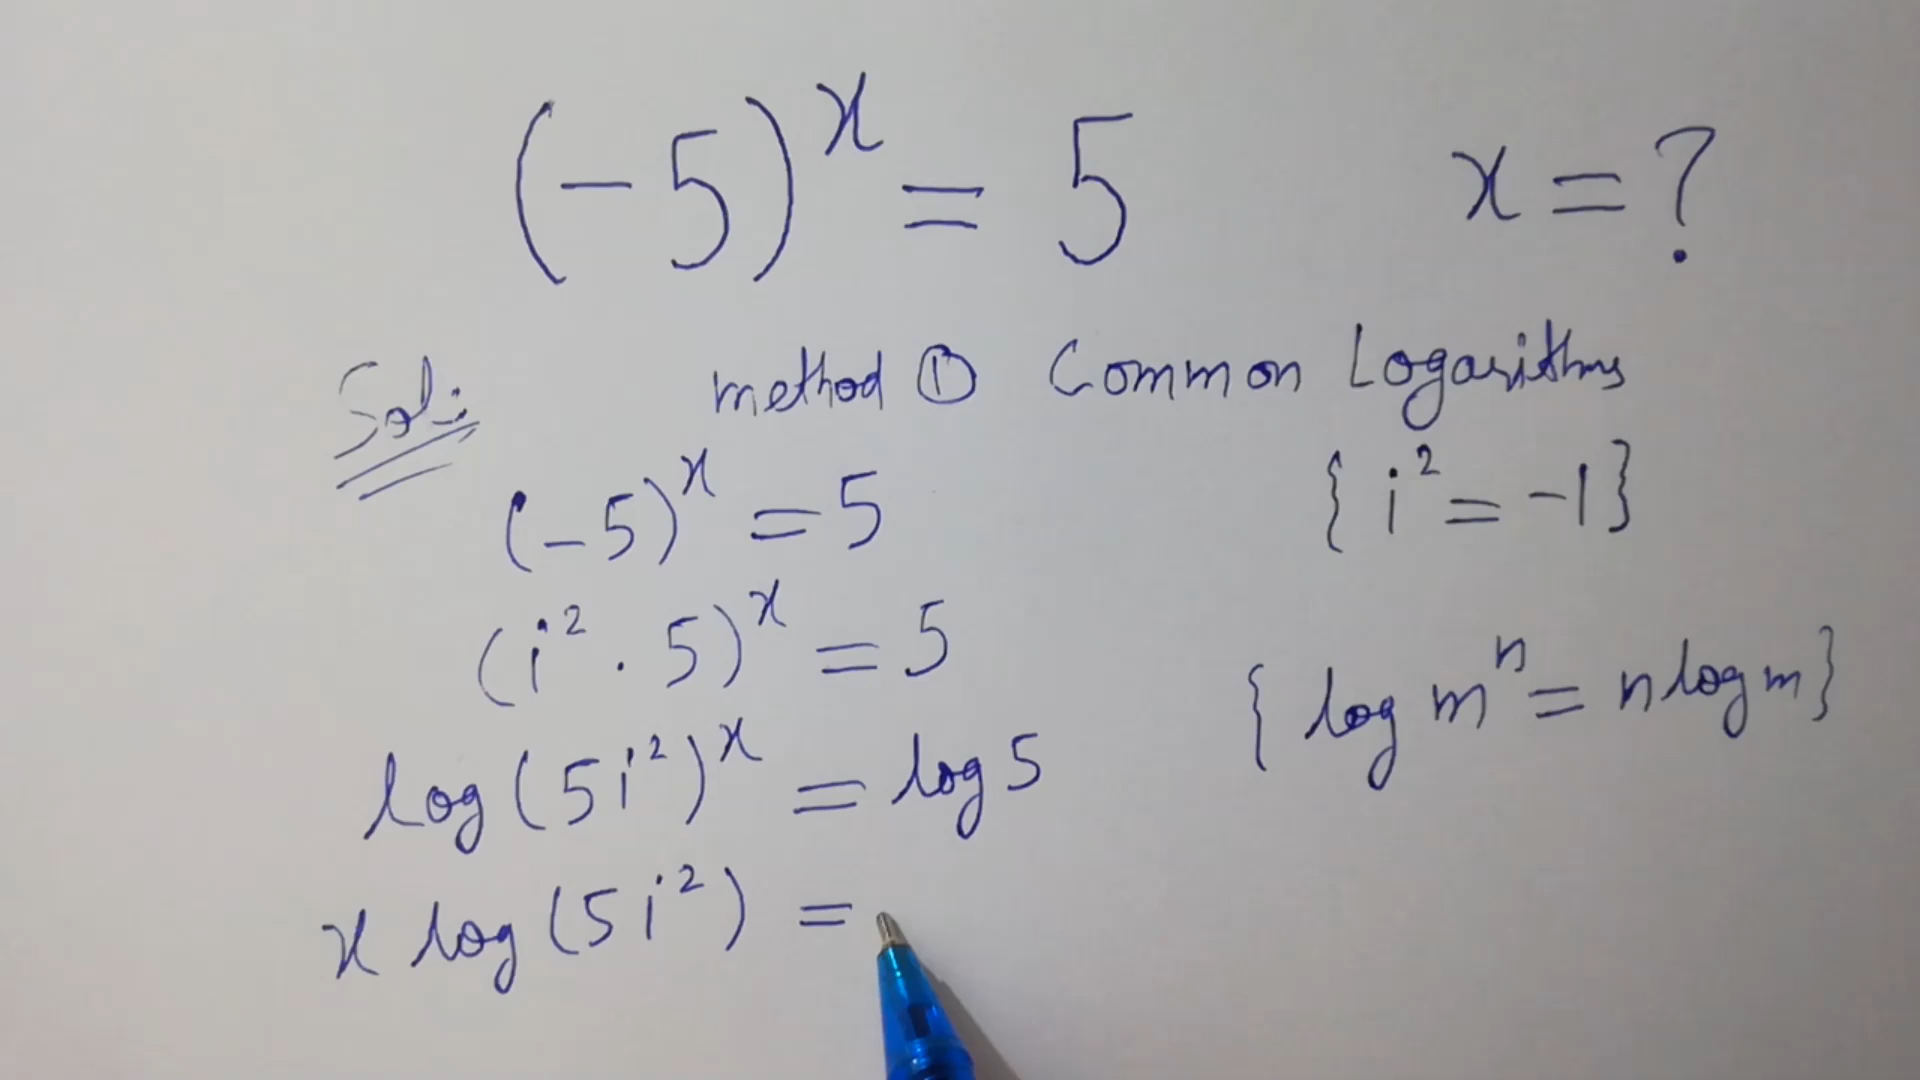 (-5)^x = 5 x = ?
Sol: method ① Common Logarithms
(-5)^x = 5 { i² = -1 }
(i² . 5)^x = 5
{ log m^n = n log m }
log (5i²)^x = log 5
x log (5i²) =